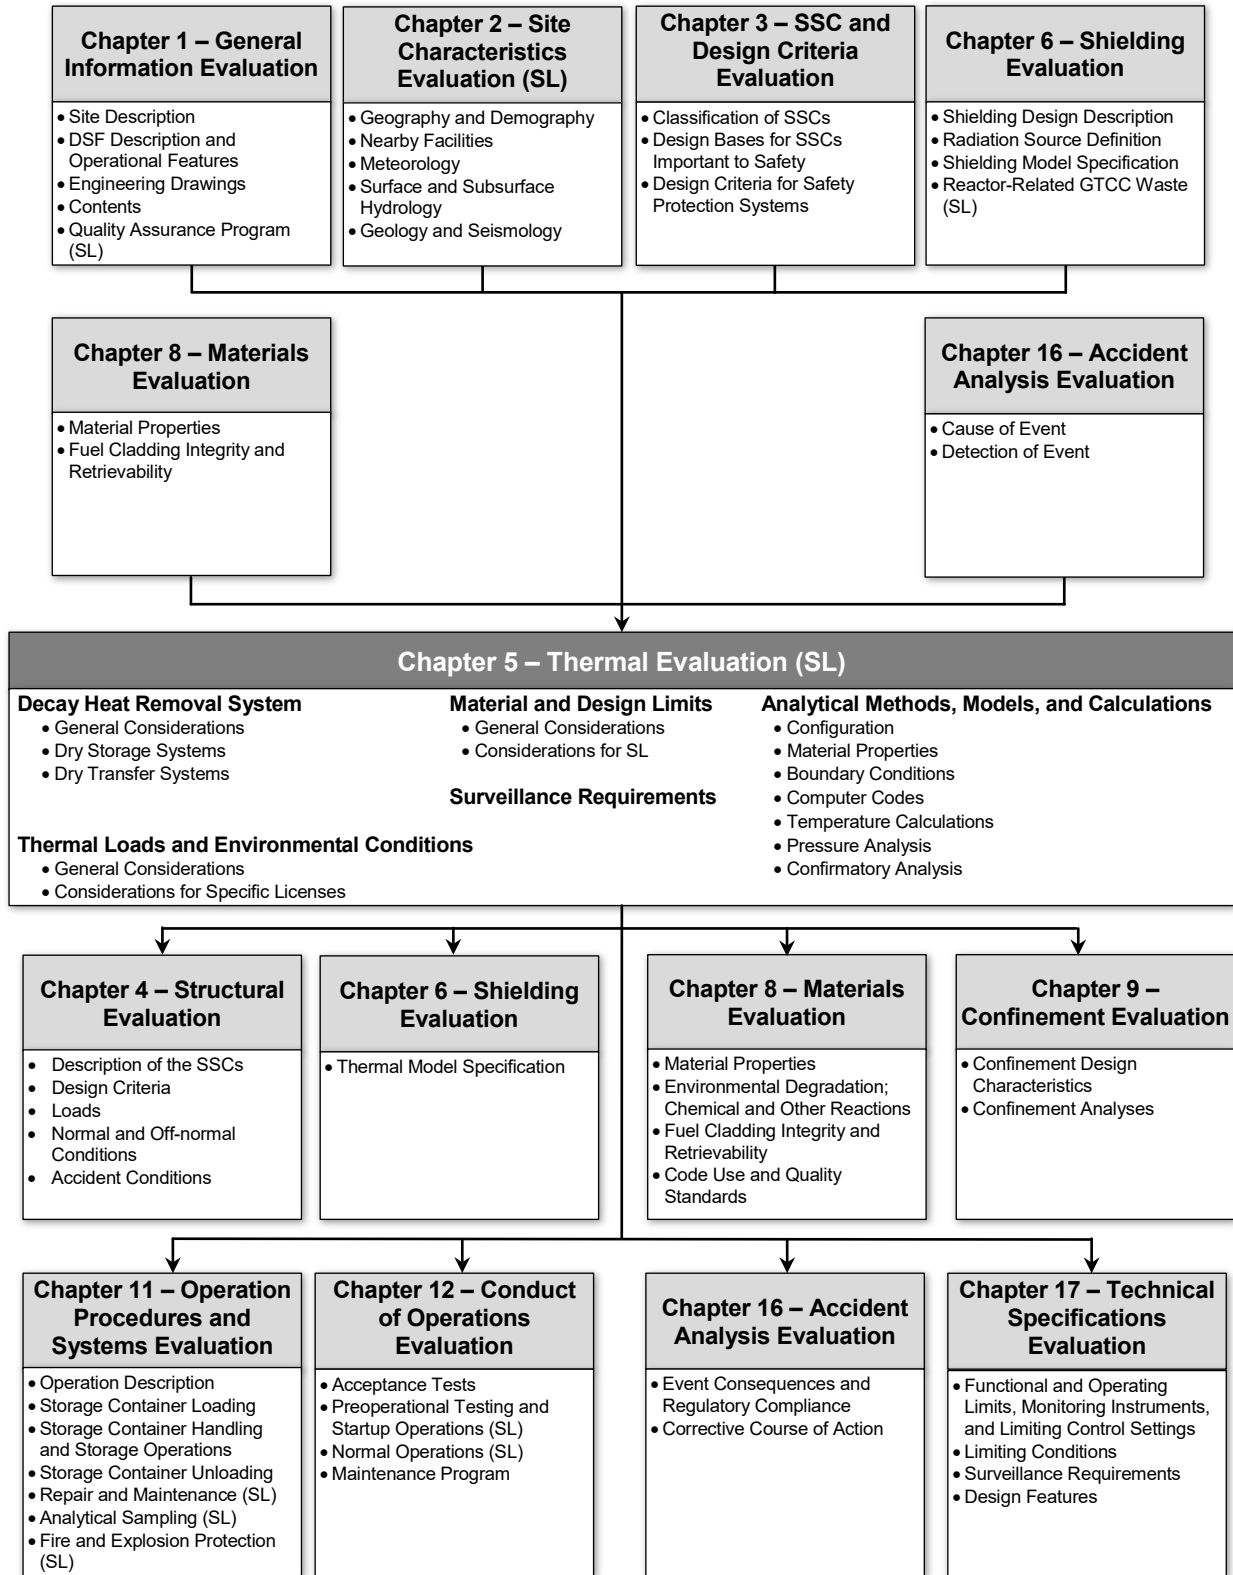 Chapter 1 – General
Information Evaluation
• Site Description
• DSF Description and
Operational Features
• Engineering Drawings
• Contents
• Quality Assurance Program
(SL)
Chapter 2 – Site
Characteristics
Evaluation (SL)
• Geography and Demography
• Nearby Facilities
• Meteorology
• Surface and Subsurface
Hydrology
• Geology and Seismology
Chapter 3 – SSC and
Design Criteria
Evaluation
• Classification of SSCs
• Design Bases for SSCs
Important to Safety
• Design Criteria for Safety
Protection Systems
Chapter 6 – Shielding
Evaluation
• Shielding Design Description
• Radiation Source Definition
• Shielding Model Specification
• Reactor-Related GTCC Waste
(SL)
Chapter 8 – Materials
Evaluation
• Material Properties
• Fuel Cladding Integrity and
Retrievability
Chapter 16 – Accident
Analysis Evaluation
• Cause of Event
• Detection of Event
Chapter 5 – Thermal Evaluation (SL)
Decay Heat Removal System
• General Considerations
• Dry Storage Systems
• Dry Transfer Systems
Thermal Loads and Environmental Conditions
• General Considerations
• Considerations for Specific Licenses
Material and Design Limits
• General Considerations
• Considerations for SL
Surveillance Requirements
Analytical Methods, Models, and Calculations
• Configuration
• Material Properties
• Boundary Conditions
• Computer Codes
• Temperature Calculations
• Pressure Analysis
• Confirmatory Analysis
Chapter 4 – Structural
Evaluation
• Description of the SSCs
• Design Criteria
• Loads
• Normal and Off-normal
Conditions
• Accident Conditions
Chapter 6 – Shielding
Evaluation
• Thermal Model Specification
Chapter 8 – Materials
Evaluation
• Material Properties
• Environmental Degradation;
Chemical and Other Reactions
• Fuel Cladding Integrity and
Retrievability
• Code Use and Quality
Standards
Chapter 9 –
Confinement Evaluation
• Confinement Design
Characteristics
• Confinement Analyses
Chapter 11 – Operation
Procedures and
Systems Evaluation
• Operation Description
• Storage Container Loading
• Storage Container Handling
and Storage Operations
• Storage Container Unloading
• Repair and Maintenance (SL)
• Analytical Sampling (SL)
• Fire and Explosion Protection
(SL)
Chapter 12 – Conduct
of Operations
Evaluation
• Acceptance Tests
• Preoperational Testing and
Startup Operations (SL)
• Normal Operations (SL)
• Maintenance Program
Chapter 16 – Accident
Analysis Evaluation
• Event Consequences and
Regulatory Compliance
• Corrective Course of Action
Chapter 17 – Technical
Specifications
Evaluation
• Functional and Operating
Limits, Monitoring Instruments,
and Limiting Control Settings
• Limiting Conditions
• Surveillance Requirements
• Design Features